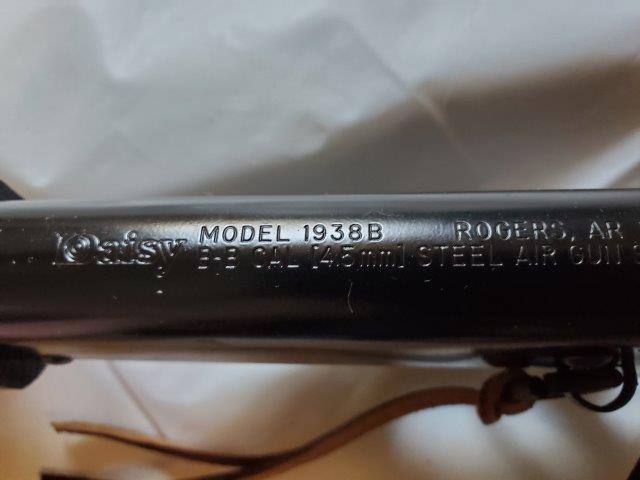 Daisy MODEL 1938B ROGERS, AR
B-B CAL [4.5mm] STEEL AIR GUN